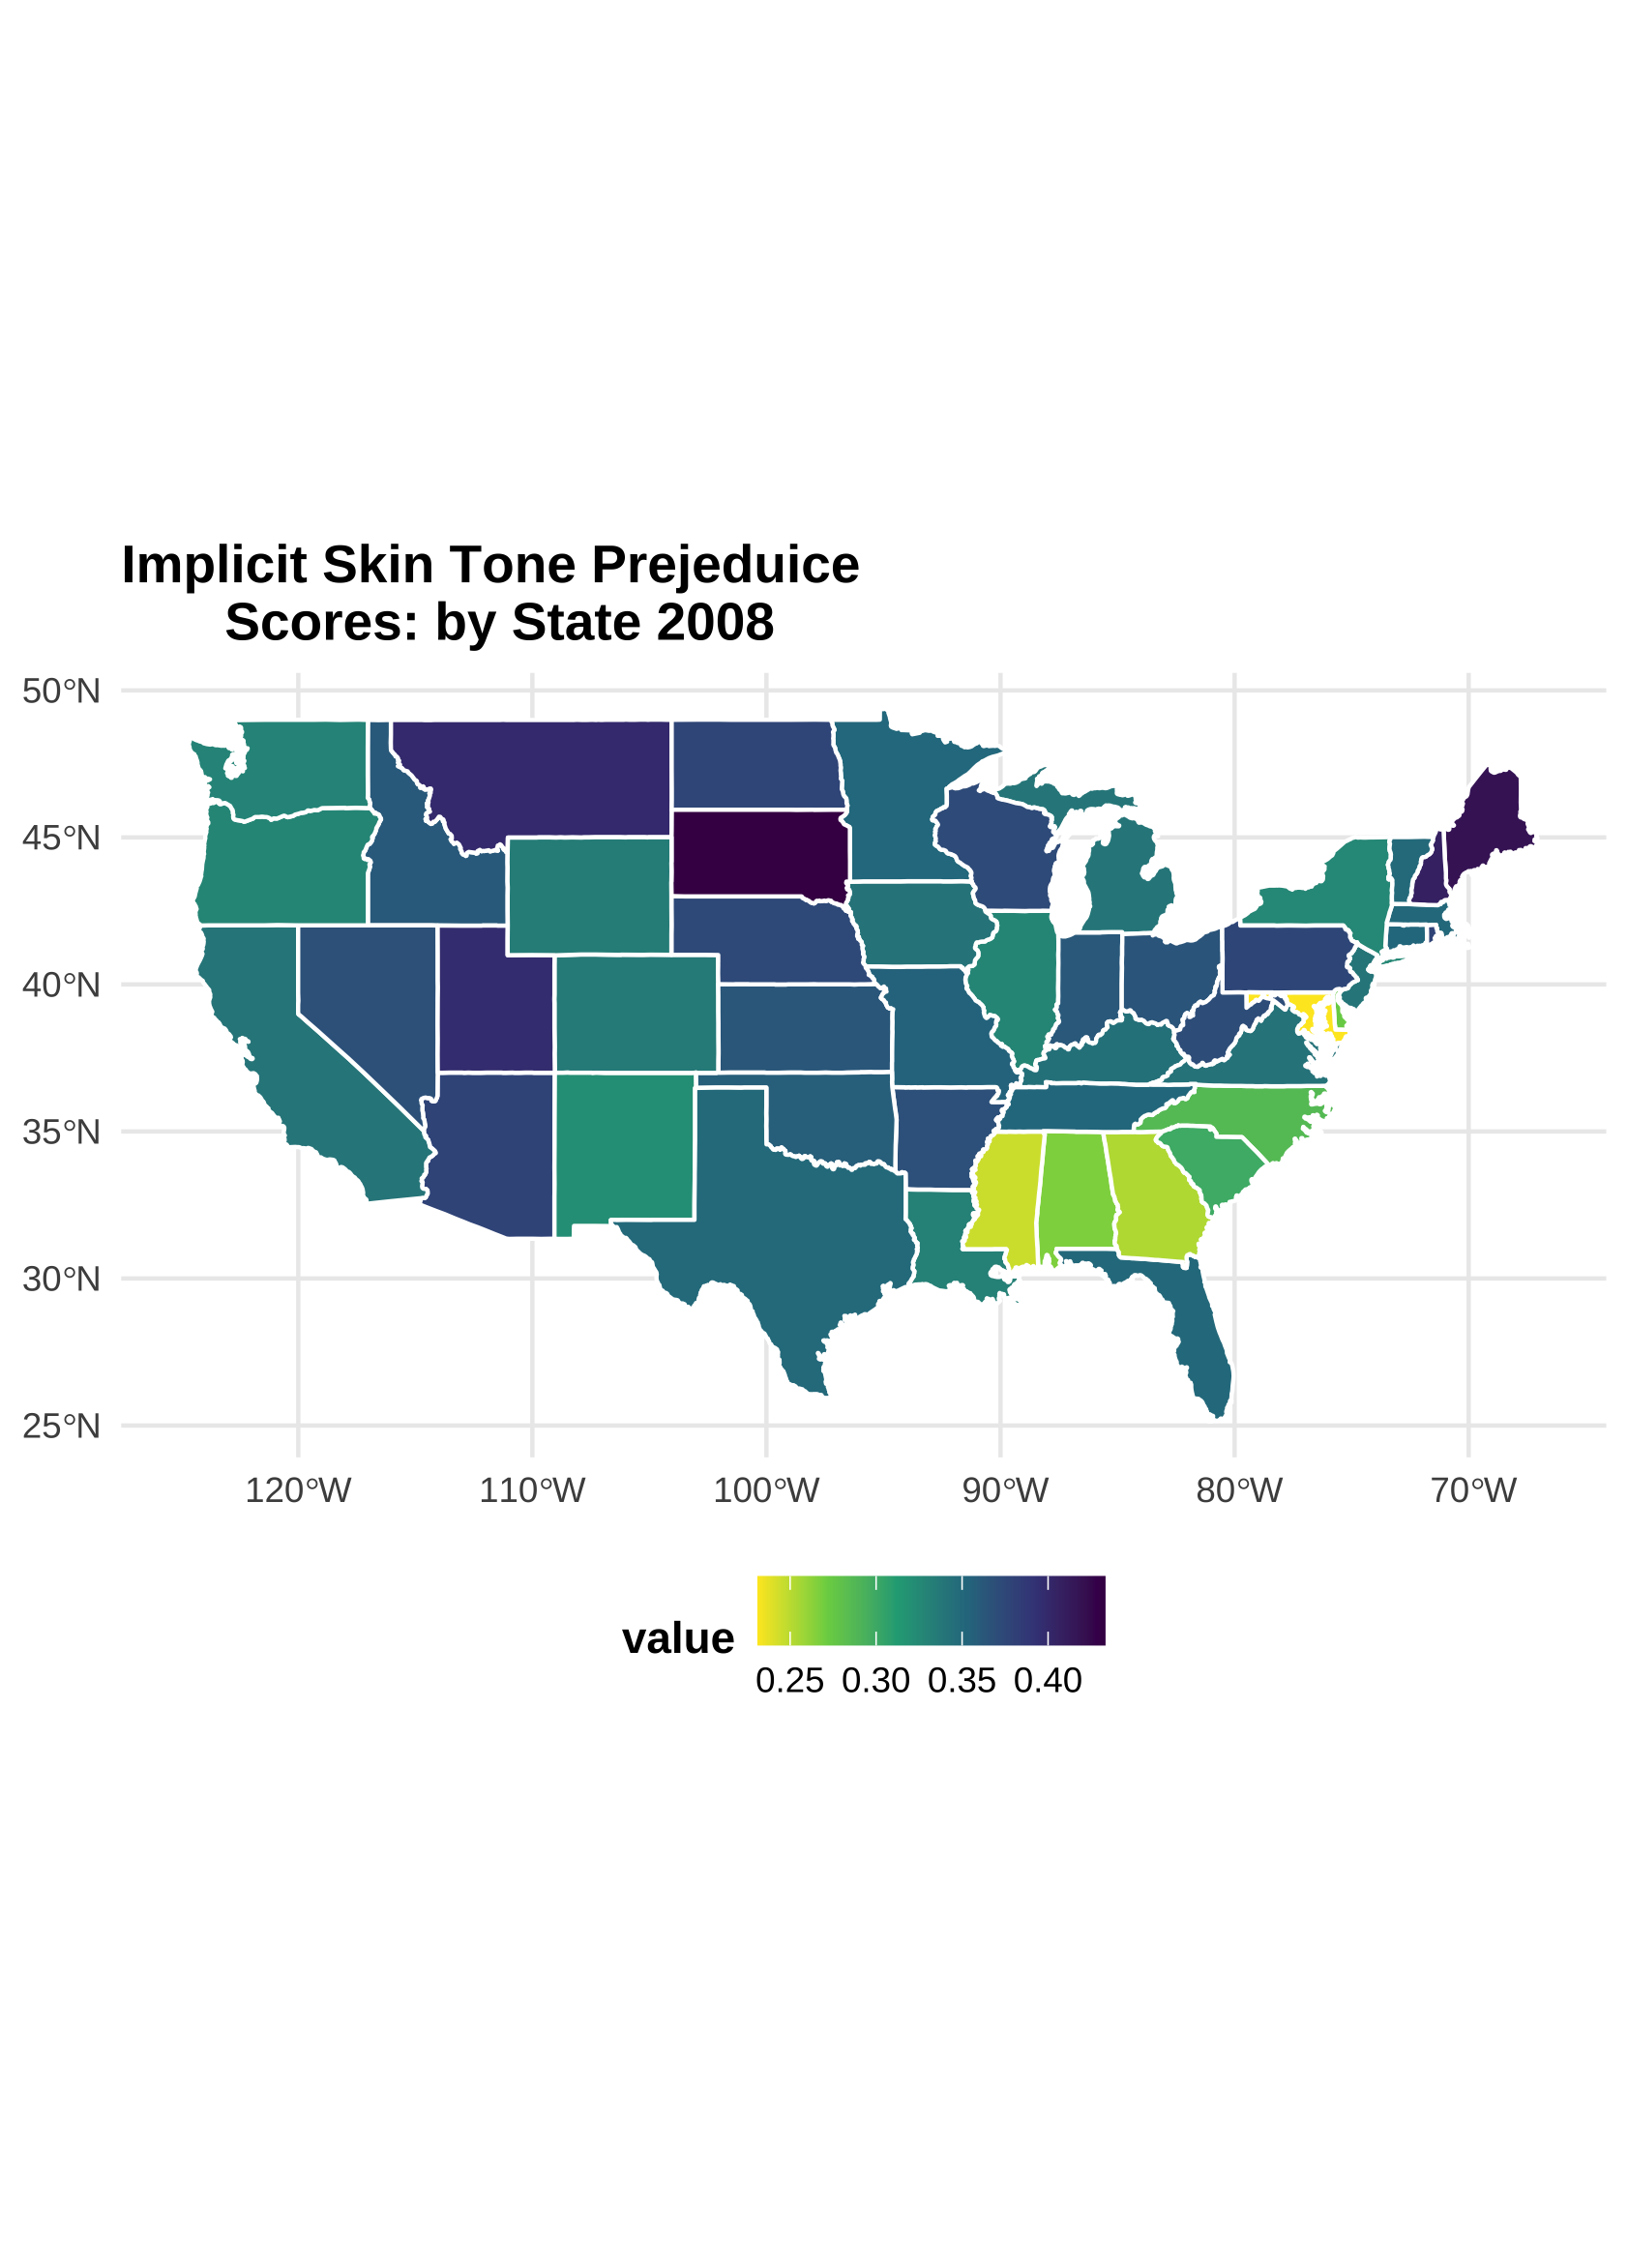 Implicit Skin Tone Prejeduice
Scores: by State 2008
50°N
45°N
40°N
35°N
30°N
25°N
120°W 110°W 100°W 90°W 80°W 70°W
value
0.25 0.30 0.35 0.40